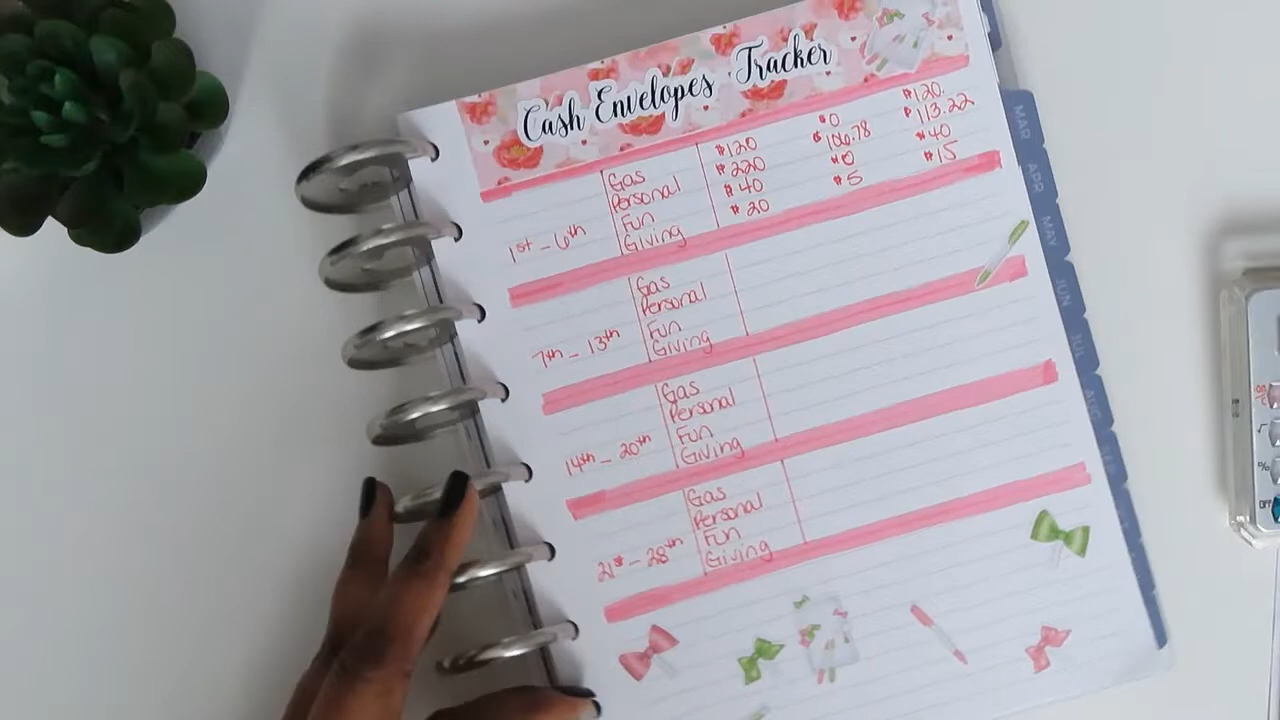 Cash Envelopes Tracker
1st - 6th
Gas $120 $0 $120.
Personal $220 $106.78 $113.22
Fun $40 $0 $40
Giving $20 $5 $15
7th - 13th
Gas
Personal
Fun
Giving
14th - 20th
Gas
Personal
Fun
Giving
21st - 28th
Gas
Personal
Fun
Giving
MAR
APR
MAY
JUN
JUL
AUG
SEP
OFF